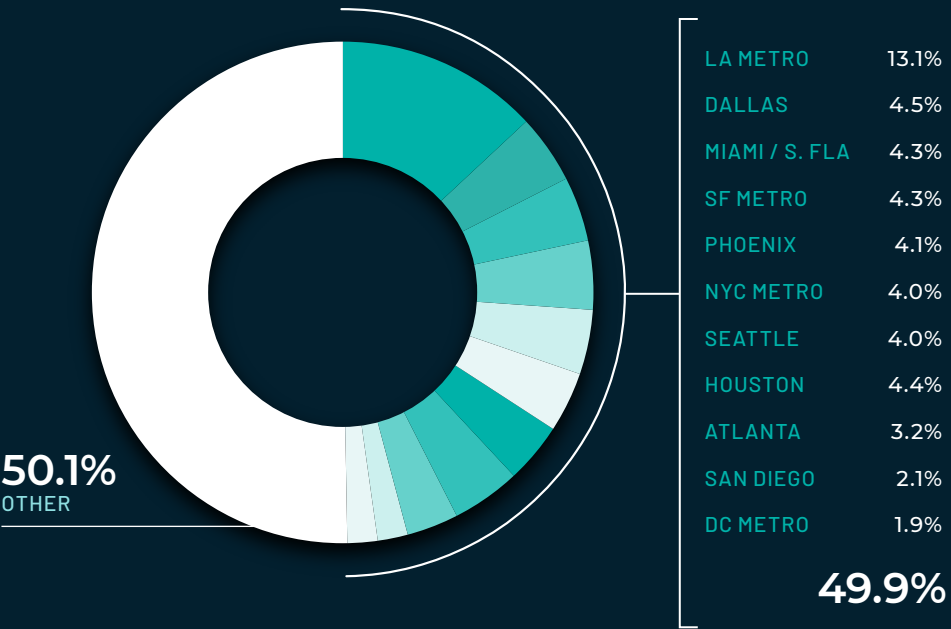 LA METRO 13.1%
DALLAS 4.5%
MIAMI / S. FLA 4.3%
SF METRO 4.3%
PHOENIX 4.1%
NYC METRO 4.0%
SEATTLE 4.0%
HOUSTON 4.4%
ATLANTA 3.2%
SAN DIEGO 2.1%
DC METRO 1.9%
49.9%
50.1%
OTHER